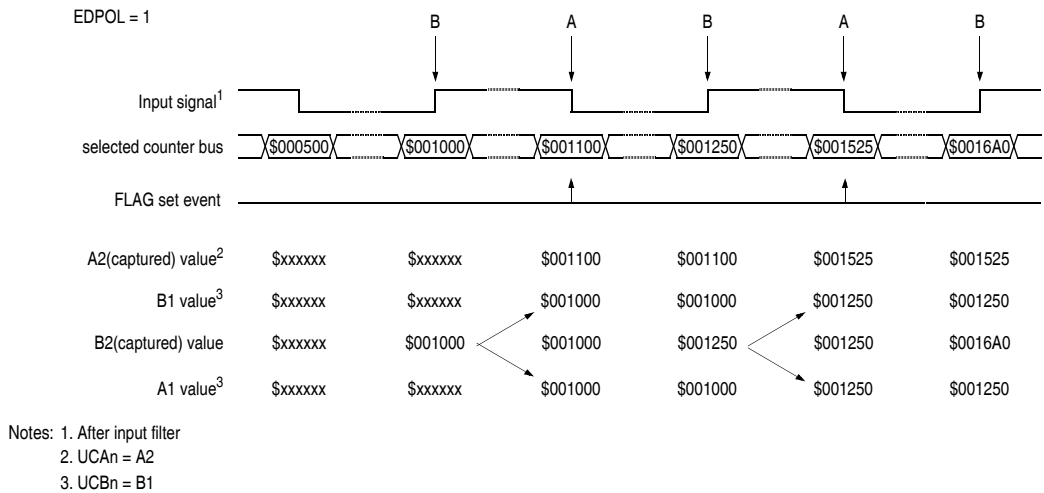 EDPOL = 1
B A B A B
Input signal1
selected counter bus $000500 $001000 $001100 $001250 $001525 $0016A0
FLAG set event
A2(captured) value2 $xxxxxx $xxxxxx $001100 $001100 $001525 $001525
B1 value3 $xxxxxx $xxxxxx $001000 $001000 $001250 $001250
B2(captured) value $xxxxxx $001000 $001000 $001250 $001250 $0016A0
A1 value3 $xxxxxx $xxxxxx $001000 $001000 $001250 $001250
Notes: 1. After input filter
2. UCAn = A2
3. UCBn = B1